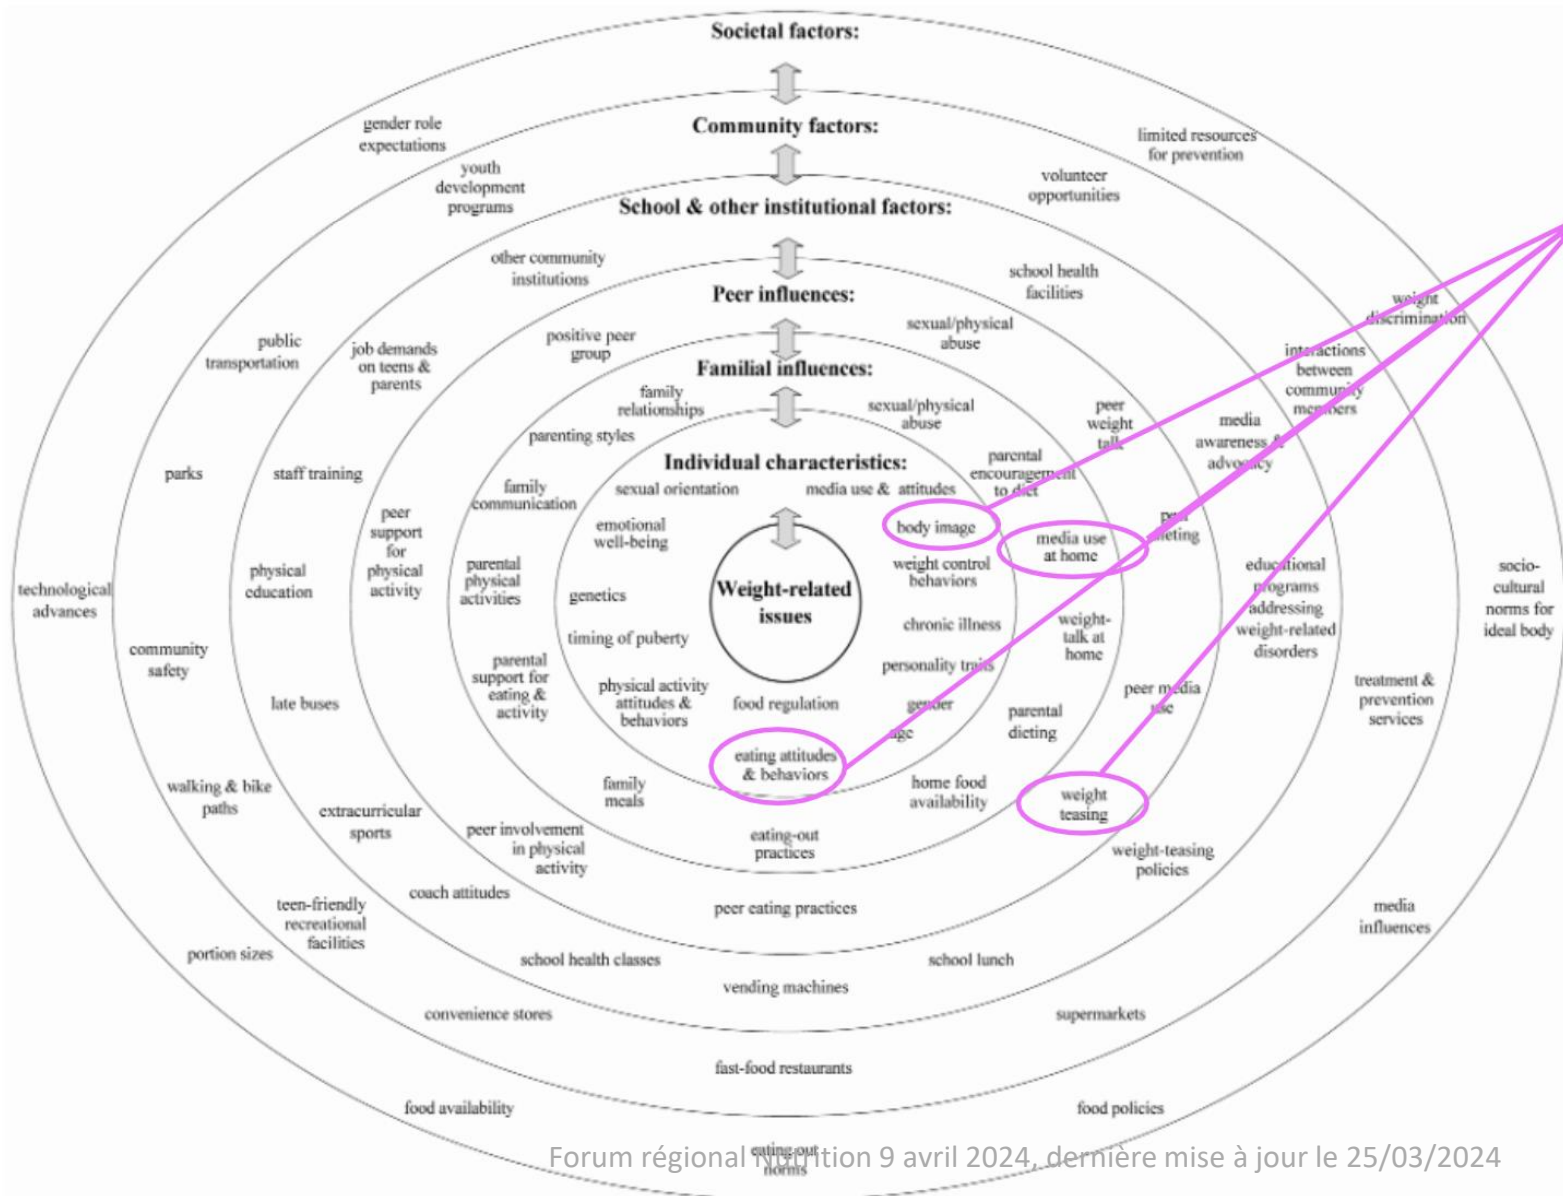 Societal factors:
gender role
expectations
limited resources
for prevention
weight
discrimination
socio-
cultural
norms for
ideal body
media
influences
food policies
eating-out
norms
food availability
portion sizes
technological
advances
Community factors:
youth
development
programs
volunteer
opportunities
interactions
between
community
members
treatment &
prevention
services
supermarkets
fast-food restaurants
convenience stores
teen-friendly
recreational
facilities
walking & bike
paths
community
safety
parks
public
transportation
School & other institutional factors:
other community
institutions
school health
facilities
media
awareness &
advocacy
educational
programs
addressing
weight-related
disorders
weight-teasing
policies
school lunch
vending machines
school health classes
coach attitudes
extracurricular
sports
late buses
physical
education
staff training
job demands
on teens &
parents
Peer influences:
positive peer
group
sexual/physical
abuse
peer
weight
talk
peer
dieting
peer media
use
weight
teasing
peer eating practices
peer involvement
in physical
activity
peer
support
for
physical
activity
Familial influences:
family
relationships
sexual/physical
abuse
parental
encouragement
to diet
media use
at home
weight-
talk at
home
parental
dieting
home food
availability
eating-out
practices
family
meals
parental
support for
eating &
activity
parental
physical
activities
family
communication
parenting styles
Individual characteristics:
sexual orientation
media use & attitudes
body image
weight control
behaviors
chronic illness
personality traits
gender
age
food regulation
eating attitudes
& behaviors
physical activity
attitudes &
behaviors
timing of puberty
genetics
emotional
well-being
Weight-related
issues
Forum régional Nutrition 9 avril 2024, dernière mise à jour le 25/03/2024